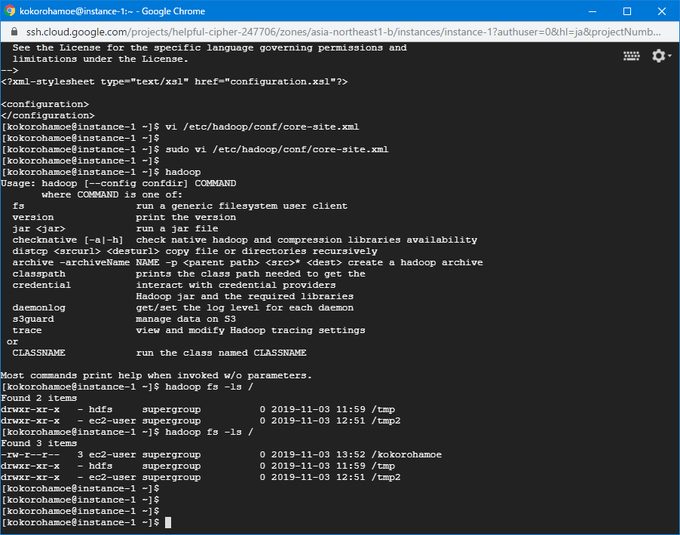 kokorohamoe@instance-1:~ - Google Chrome
ssh.cloud.google.com/projects/helpful-cipher-247706/zones/asia-northeast1-b/instances/instance-1?authuser=0&hl=ja&projectNumb...
  See the License for the specific language governing permissions and
  limitations under the License.
-->
<?xml-stylesheet type="text/xsl" href="configuration.xsl"?>

<configuration>
</configuration>
[kokorohamoe@instance-1 ~]$ vi /etc/hadoop/conf/core-site.xml
[kokorohamoe@instance-1 ~]$
[kokorohamoe@instance-1 ~]$ sudo vi /etc/hadoop/conf/core-site.xml
[kokorohamoe@instance-1 ~]$
[kokorohamoe@instance-1 ~]$ hadoop
Usage: hadoop [--config confdir] COMMAND
       where COMMAND is one of:
  fs                   run a generic filesystem user client
  version              print the version
  jar <jar>            run a jar file
  checknative [-a|-h]  check native hadoop and compression libraries availability
  distcp <srcurl> <desturl> copy file or directories recursively
  archive -archiveName NAME -p <parent path> <src>* <dest> create a hadoop archive
  classpath            prints the class path needed to get the
  credential           interact with credential providers
                       Hadoop jar and the required libraries
  daemonlog            get/set the log level for each daemon
  s3guard              manage data on S3
  trace                view and modify Hadoop tracing settings
 or
  CLASSNAME            run the class named CLASSNAME

Most commands print help when invoked w/o parameters.
[kokorohamoe@instance-1 ~]$ hadoop fs -ls /
Found 2 items
drwxr-xr-x   - hdfs     supergroup          0 2019-11-03 11:59 /tmp
drwxr-xr-x   - ec2-user supergroup          0 2019-11-03 12:51 /tmp2
[kokorohamoe@instance-1 ~]$ hadoop fs -ls /
Found 3 items
-rw-r--r--   3 ec2-user supergroup          0 2019-11-03 13:52 /kokorohamoe
drwxr-xr-x   - hdfs     supergroup          0 2019-11-03 11:59 /tmp
drwxr-xr-x   - ec2-user supergroup          0 2019-11-03 12:51 /tmp2
[kokorohamoe@instance-1 ~]$
[kokorohamoe@instance-1 ~]$
[kokorohamoe@instance-1 ~]$
[kokorohamoe@instance-1 ~]$